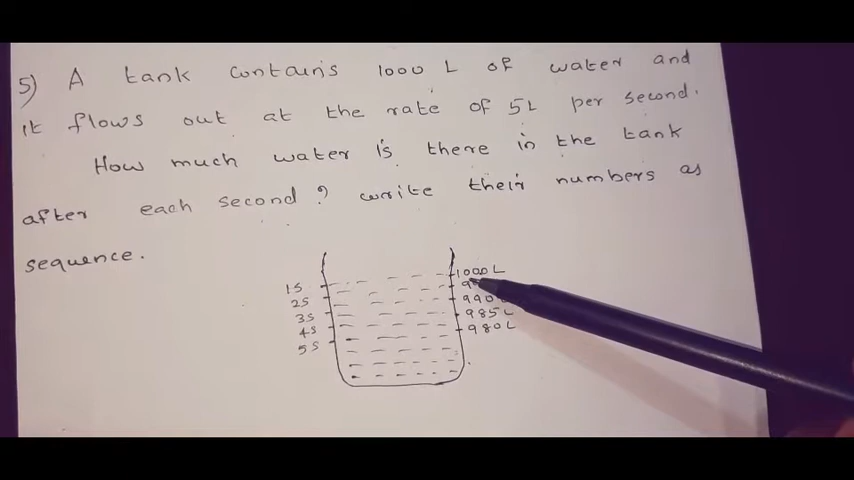 5) A tank contains 1000 L of water and
it flows out at the rate of 5L per second.
How much water is there in the tank
after each second ? write their numbers as
sequence.
1000 L
1S
2S 990 L
3S 985 L
4S 980 L
5S